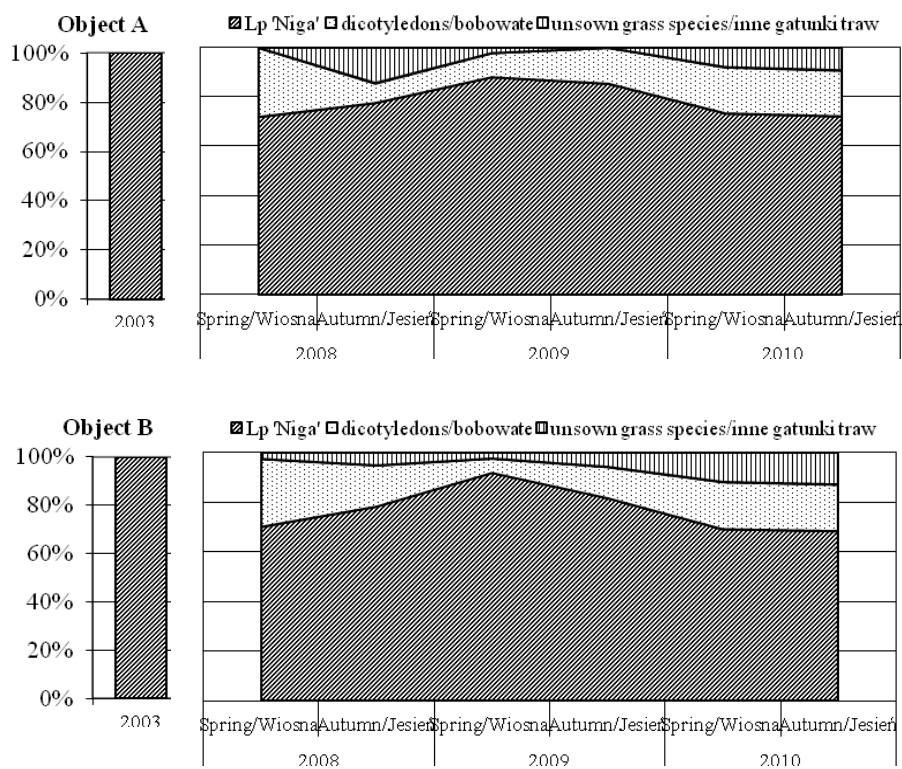 Object A
Lp 'Niga' dicotyledons/bobowate unsown grass species/inne gatunki traw
100%
80%
60%
40%
20%
0%
2003
Spring/Wiosna Autumn/Jesień Spring/Wiosna Autumn/Jesień Spring/Wiosna Autumn/Jesień
2008 2009 2010
Object B
Lp 'Niga' dicotyledons/bobowate unsown grass species/inne gatunki traw
100%
80%
60%
40%
20%
0%
2003
Spring/Wiosna Autumn/Jesień Spring/Wiosna Autumn/Jesień Spring/Wiosna Autumn/Jesień
2008 2009 2010